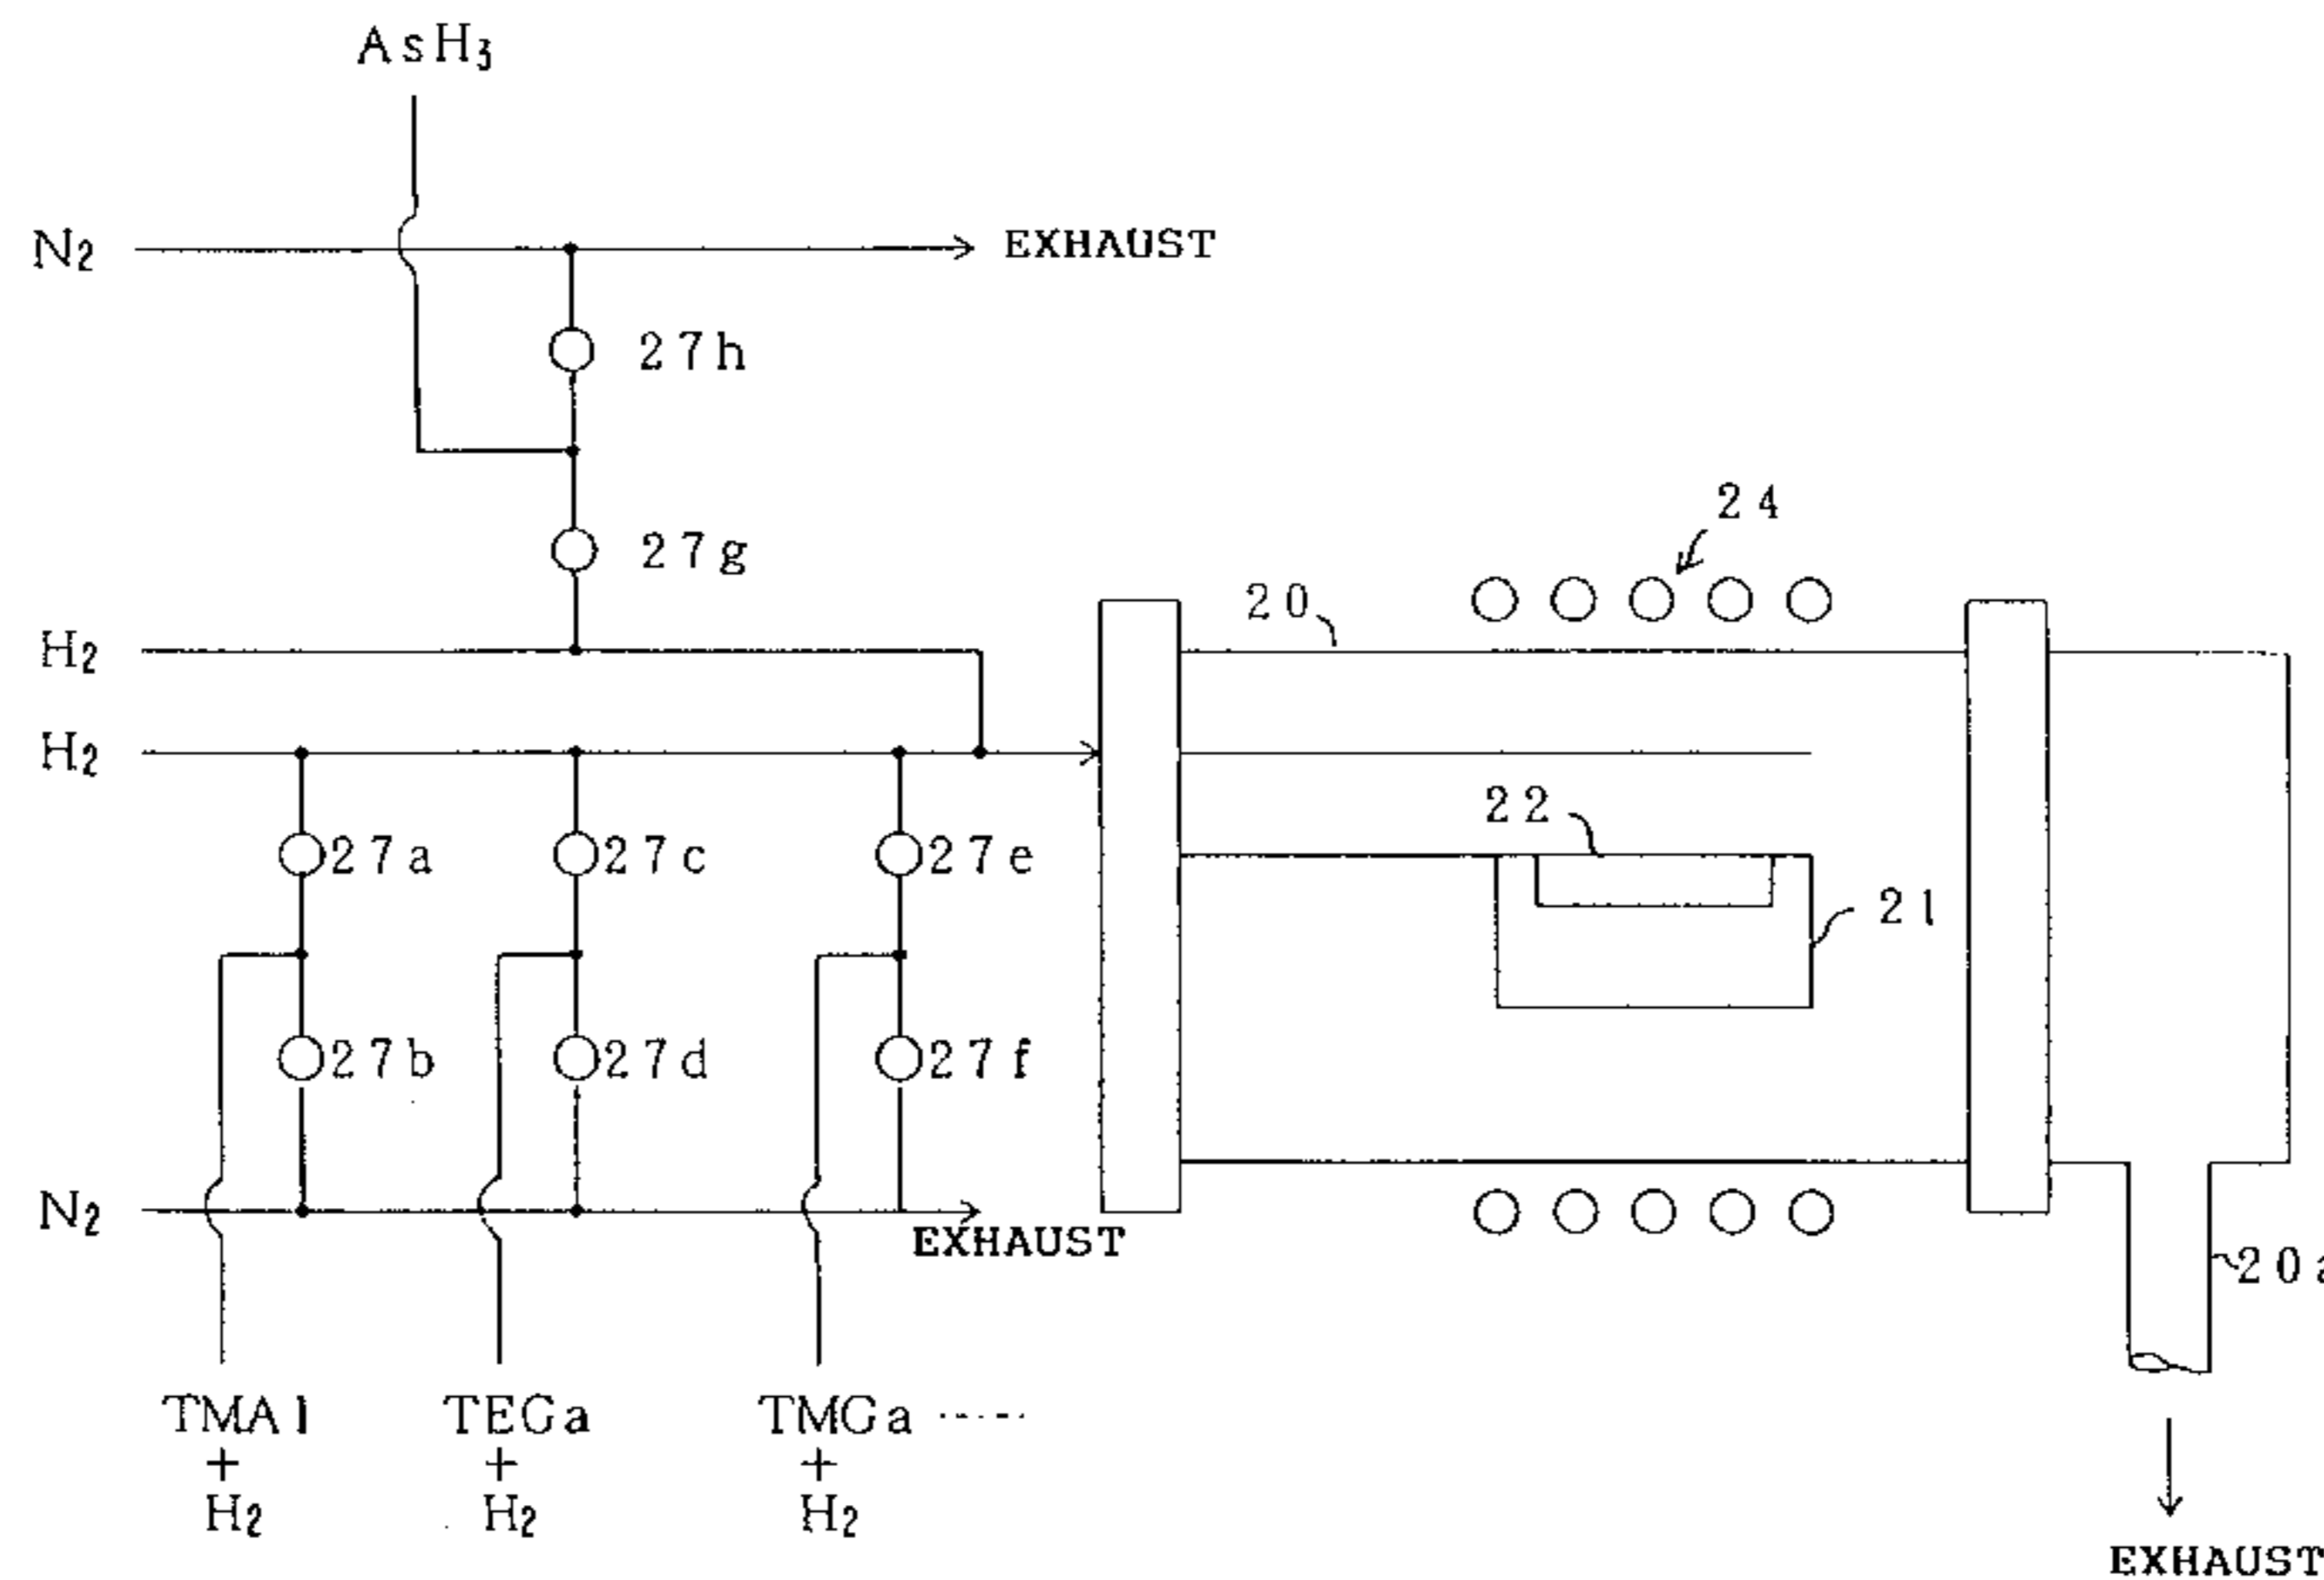 AsH₃
N₂
EXHAUST
27h
27g
24
20
H₂
H₂
22
27a
27c
27e
21
27b
27d
27f
N₂
EXHAUST
20a
TMAl
+
H₂
TEGa
+
H₂
TMGa -----
+
H₂
EXHAUST